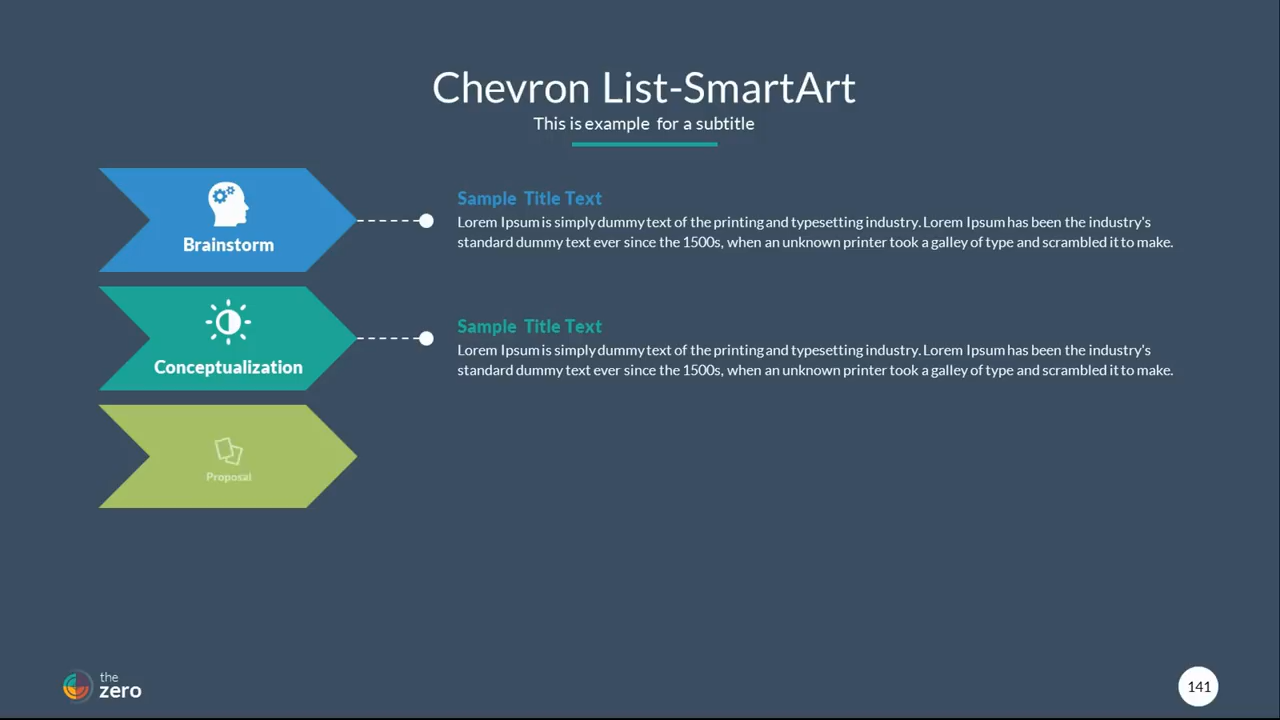 Chevron List-SmartArt
This is example for a subtitle
Brainstorm
Sample Title Text
Lorem Ipsum is simply dummy text of the printing and typesetting industry. Lorem Ipsum has been the industry's
standard dummy text ever since the 1500s, when an unknown printer took a galley of type and scrambled it to make.
Conceptualization
Sample Title Text
Lorem Ipsum is simply dummy text of the printing and typesetting industry. Lorem Ipsum has been the industry's
standard dummy text ever since the 1500s, when an unknown printer took a galley of type and scrambled it to make.
Proposal
the
zero
141